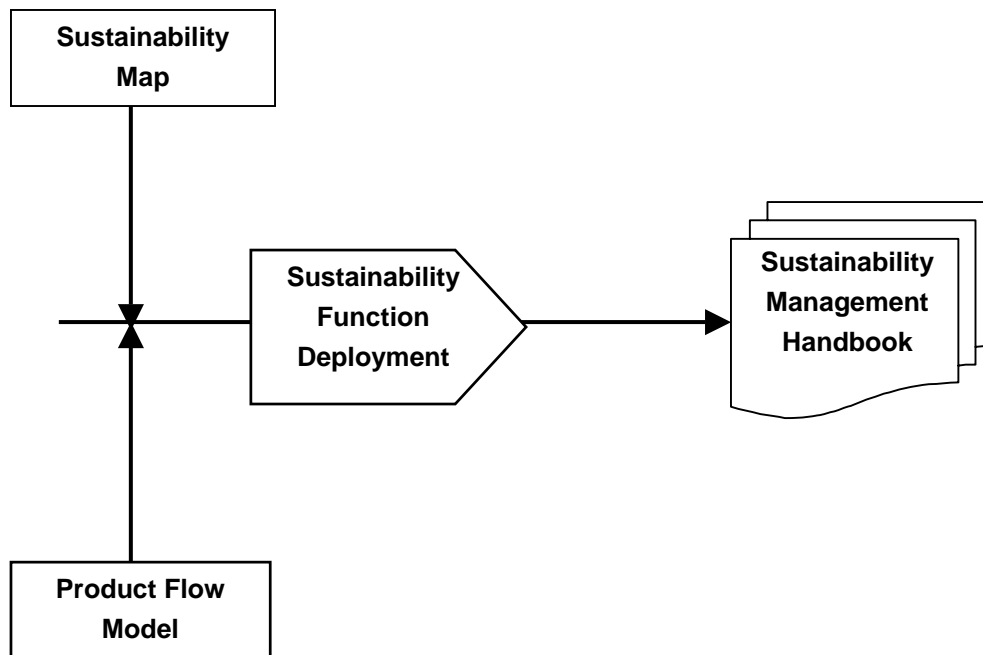 Sustainability
Map
Sustainability
Function
Deployment
Sustainability
Management
Handbook
Product Flow
Model